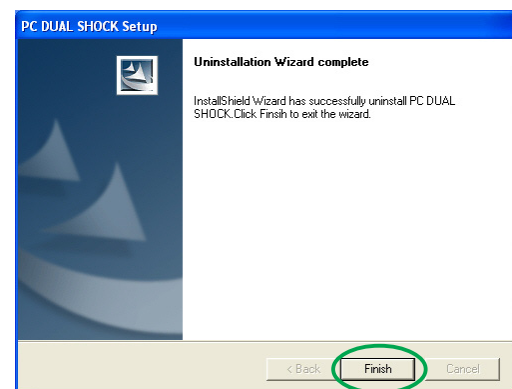 PC DUAL SHOCK Setup
Uninstallation Wizard complete
InstallShield Wizard has successfully uninstall PC DUAL
SHOCK.Click Finsih to exit the wizard.
< Back Finish Cancel